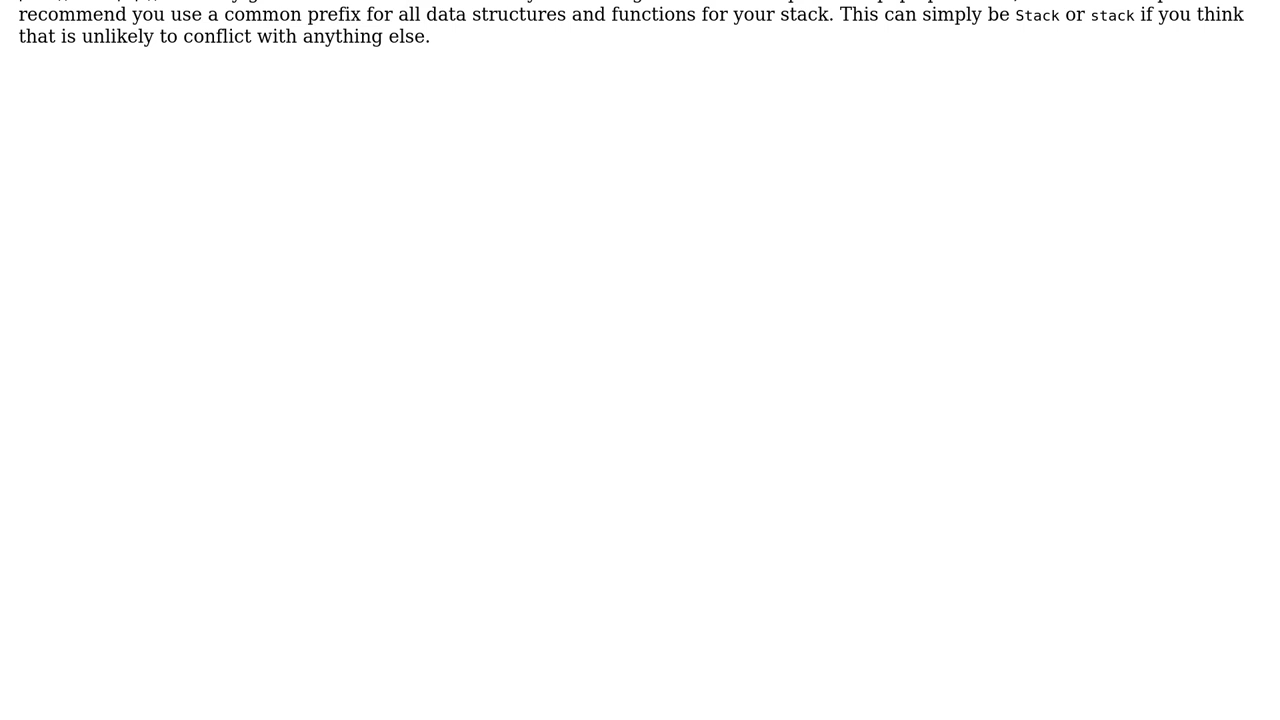 recommend you use a common prefix for all data structures and functions for your stack. This can simply be Stack or stack if you think
that is unlikely to conflict with anything else.